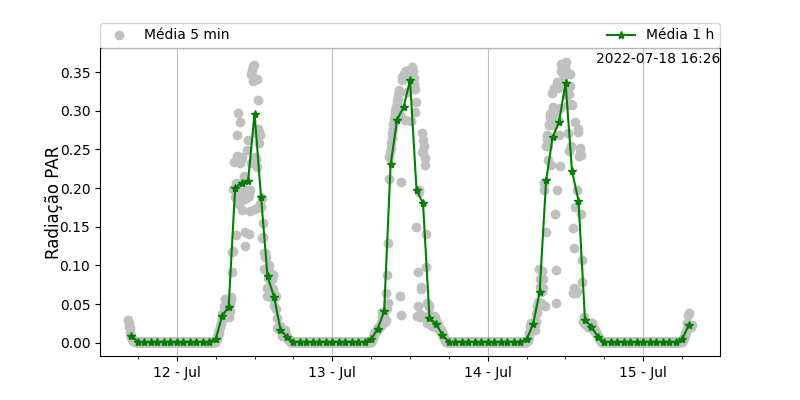 Média 5 min
Média 1 h
2022-07-18 16:26
Radiação PAR
0.35
0.30
0.25
0.20
0.15
0.10
0.05
0.00
12 - Jul
13 - Jul
14 - Jul
15 - Jul